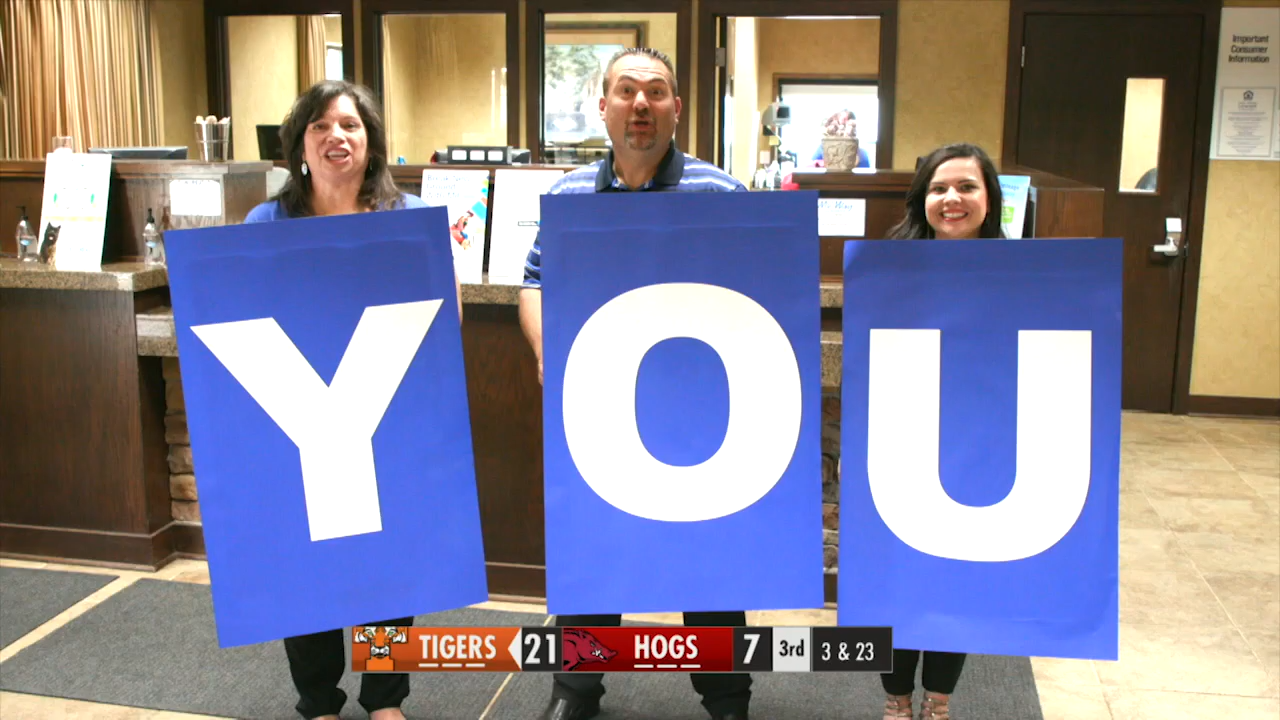 Important
Consumer
Information
Y O U
TIGERS 21 HOGS 7 3rd 3 & 23